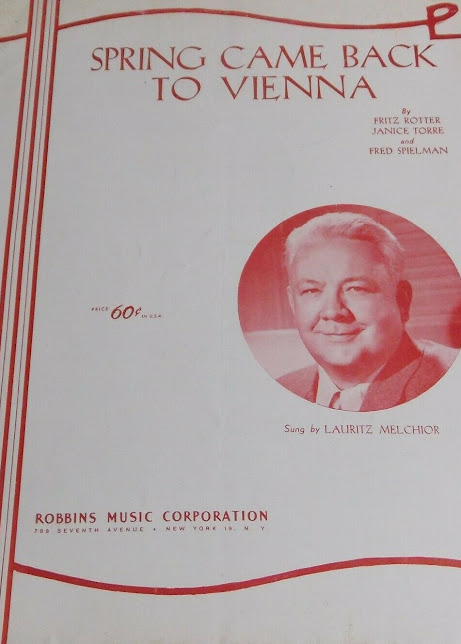 SPRING CAME BACK
TO VIENNA
By
FRITZ ROTTER
JANICE TORRE
and
FRED SPIELMAN
PRICE 60¢ IN U.S.A.
Sung by LAURITZ MELCHIOR
ROBBINS MUSIC CORPORATION
799 SEVENTH AVENUE • NEW YORK 19, N. Y.